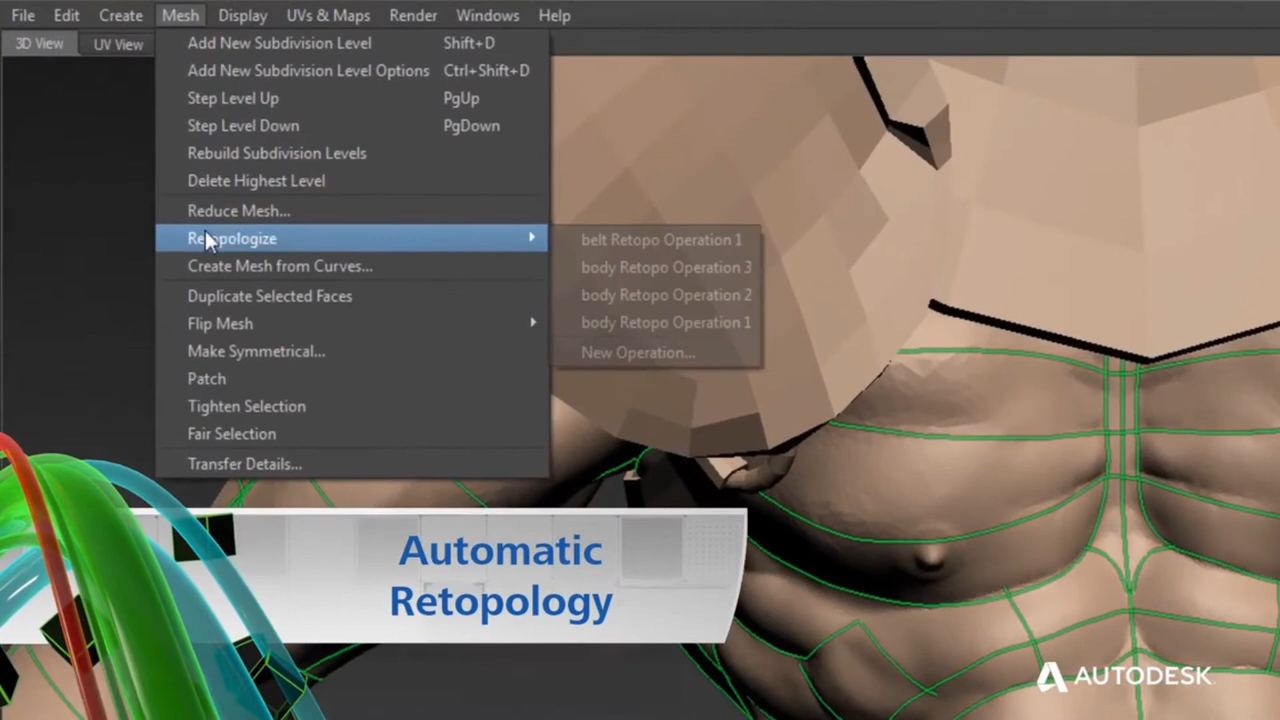 File Edit Create Mesh Display UVs & Maps Render Windows Help
3D View UV View
Add New Subdivision Level Shift+D
Add New Subdivision Level Options Ctrl+Shift+D
Step Level Up PgUp
Step Level Down PgDown
Rebuild Subdivision Levels
Delete Highest Level
Reduce Mesh...
Retopologize
Create Mesh from Curves...
Duplicate Selected Faces
Flip Mesh
Make Symmetrical...
Patch
Tighten Selection
Fair Selection
Transfer Details...
belt Retopo Operation 1
body Retopo Operation 3
body Retopo Operation 2
body Retopo Operation 1
New Operation...
Automatic
Retopology
AUTODESK.